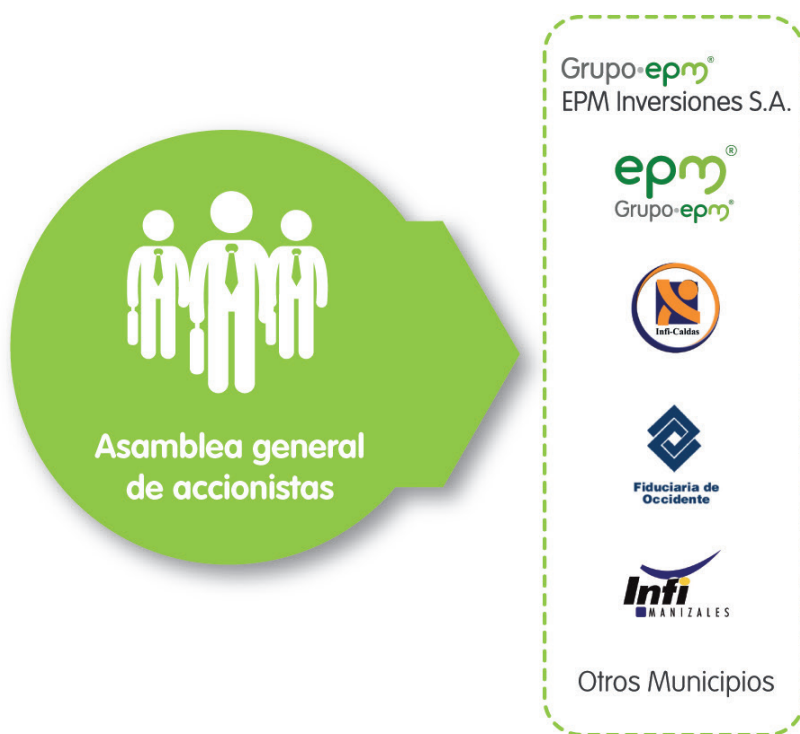 Asamblea general
de accionistas
Grupo·epm®
EPM Inversiones S.A.
epm®
Grupo·epm®
Infi-Caldas
Fiduciaria de
Occidente
Infi
MANIZALES
Otros Municipios